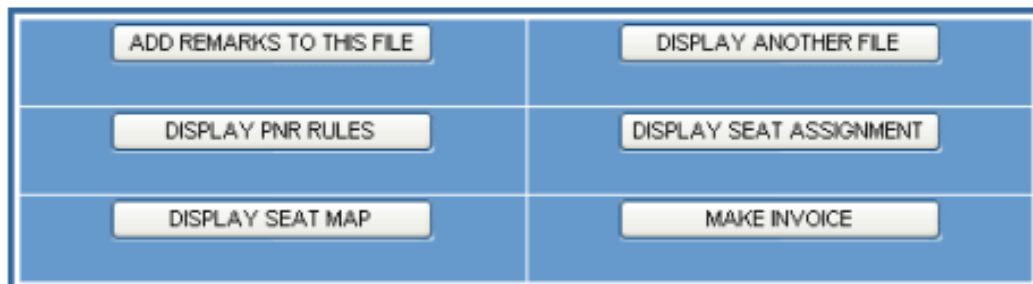 ADD REMARKS TO THIS FILE
DISPLAY ANOTHER FILE
DISPLAY PNR RULES
DISPLAY SEAT ASSIGNMENT
DISPLAY SEAT MAP
MAKE INVOICE